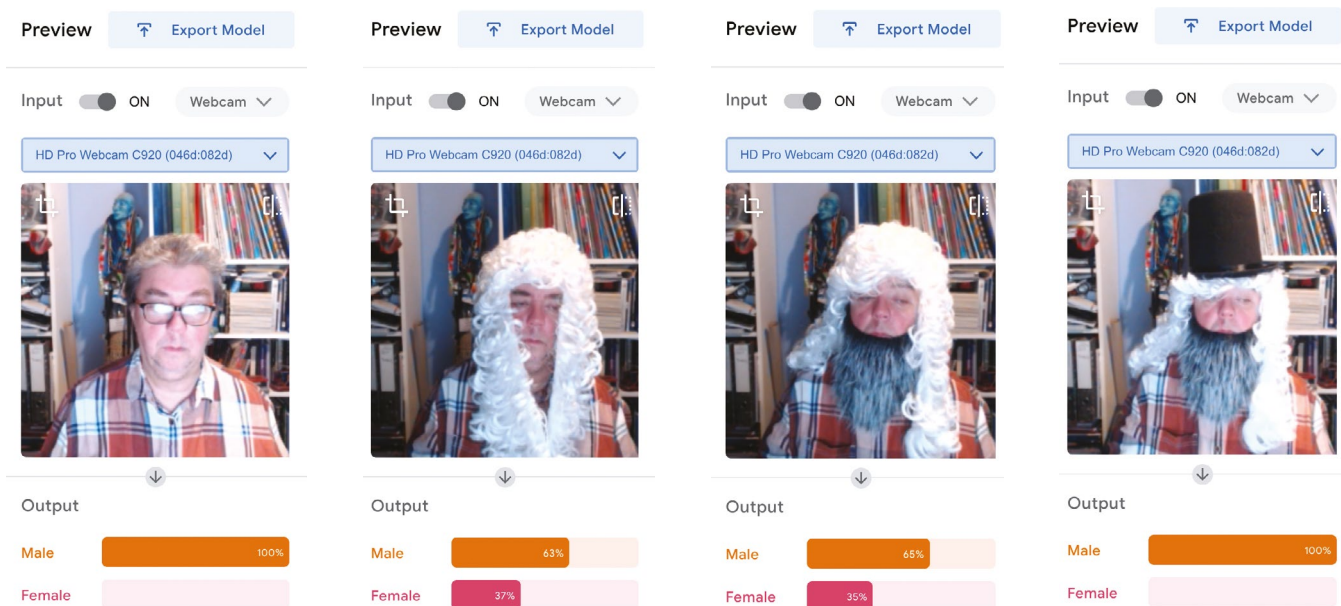 Preview Export Model
Input ON Webcam
HD Pro Webcam C920 (046d:082d)
Output
Male 100%
Female
Preview Export Model
Input ON Webcam
HD Pro Webcam C920 (046d:082d)
Output
Male 63%
Female 37%
Preview Export Model
Input ON Webcam
HD Pro Webcam C920 (046d:082d)
Output
Male 65%
Female 35%
Preview Export Model
Input ON Webcam
HD Pro Webcam C920 (046d:082d)
Output
Male 100%
Female